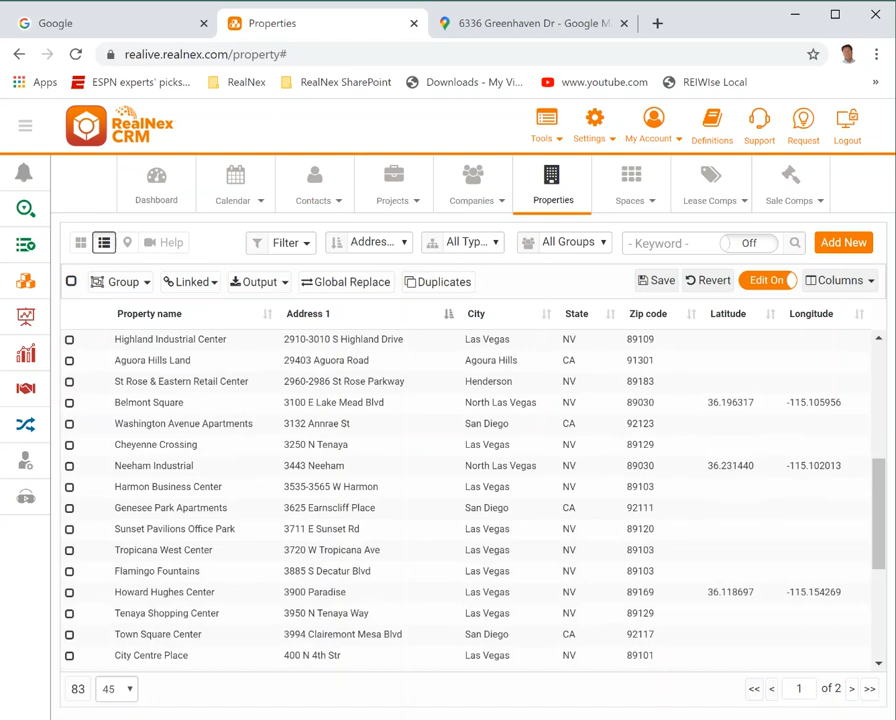 Google
Properties
6336 Greenhaven Dr - Google M
realive.realnex.com/property#
Apps
ESPN experts' picks...
RealNex
RealNex SharePoint
Downloads - My Vi...
www.youtube.com
REIWIse Local
»
RealNex
CRM
Tools
Settings
My Account
Definitions
Support
Request
Logout
Dashboard
Calendar
Contacts
Projects
Companies
Properties
Spaces
Lease Comps
Sale Comps
Help
Filter
Addres...
All Typ...
All Groups
- Keyword -
Off
Add New
Group
Linked
Output
Global Replace
Duplicates
Save
Revert
Edit On
Columns
Property name Address 1 City State Zip code Latitude Longitude
Highland Industrial Center 2910-3010 S Highland Drive Las Vegas NV 89109
Aguora Hills Land 29403 Aguora Road Agoura Hills CA 91301
St Rose & Eastern Retail Center 2960-2986 St Rose Parkway Henderson NV 89183
Belmont Square 3100 E Lake Mead Blvd North Las Vegas NV 89030 36.196317 -115.105956
Washington Avenue Apartments 3132 Annrae St San Diego CA 92123
Cheyenne Crossing 3250 N Tenaya Las Vegas NV 89129
Neeham Industrial 3443 Neeham North Las Vegas NV 89030 36.231440 -115.102013
Harmon Business Center 3535-3565 W Harmon Las Vegas NV 89103
Genesee Park Apartments 3625 Earnscliff Place San Diego CA 92111
Sunset Pavilions Office Park 3711 E Sunset Rd Las Vegas NV 89120
Tropicana West Center 3720 W Tropicana Ave Las Vegas NV 89103
Flamingo Fountains 3885 S Decatur Blvd Las Vegas NV 89103
Howard Hughes Center 3900 Paradise Las Vegas NV 89169 36.118697 -115.154269
Tenaya Shopping Center 3950 N Tenaya Way Las Vegas NV 89129
Town Square Center 3994 Clairemont Mesa Blvd San Diego CA 92117
City Centre Place 400 N 4th Str Las Vegas NV 89101
83
45
<< < 1 of 2 > >>